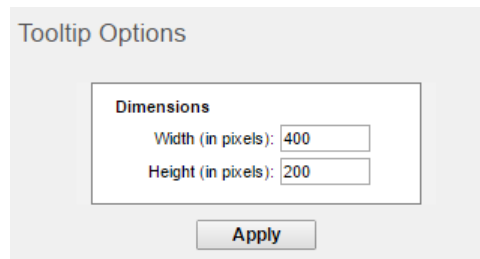 Tooltip Options
Dimensions
Width (in pixels): 400
Height (in pixels): 200
Apply